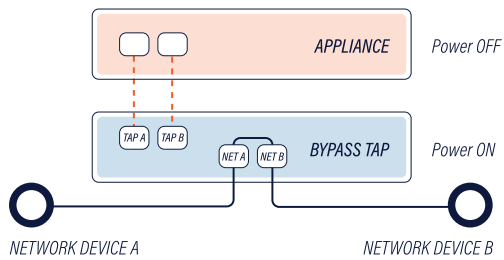 APPLIANCE
Power OFF
TAP A
TAP B
NET A
NET B
BYPASS TAP
Power ON
NETWORK DEVICE A
NETWORK DEVICE B